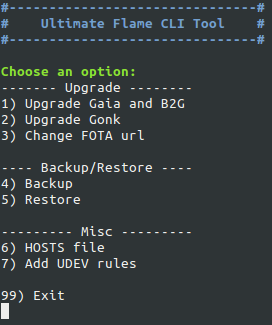 #-------------------------------#
#    Ultimate Flame CLI Tool    #
#-------------------------------#
Choose an option:
------- Upgrade --------
1) Upgrade Gaia and B2G
2) Upgrade Gonk
3) Change FOTA url
---- Backup/Restore ----
4) Backup
5) Restore
--------- Misc ---------
6) HOSTS file
7) Add UDEV rules
99) Exit